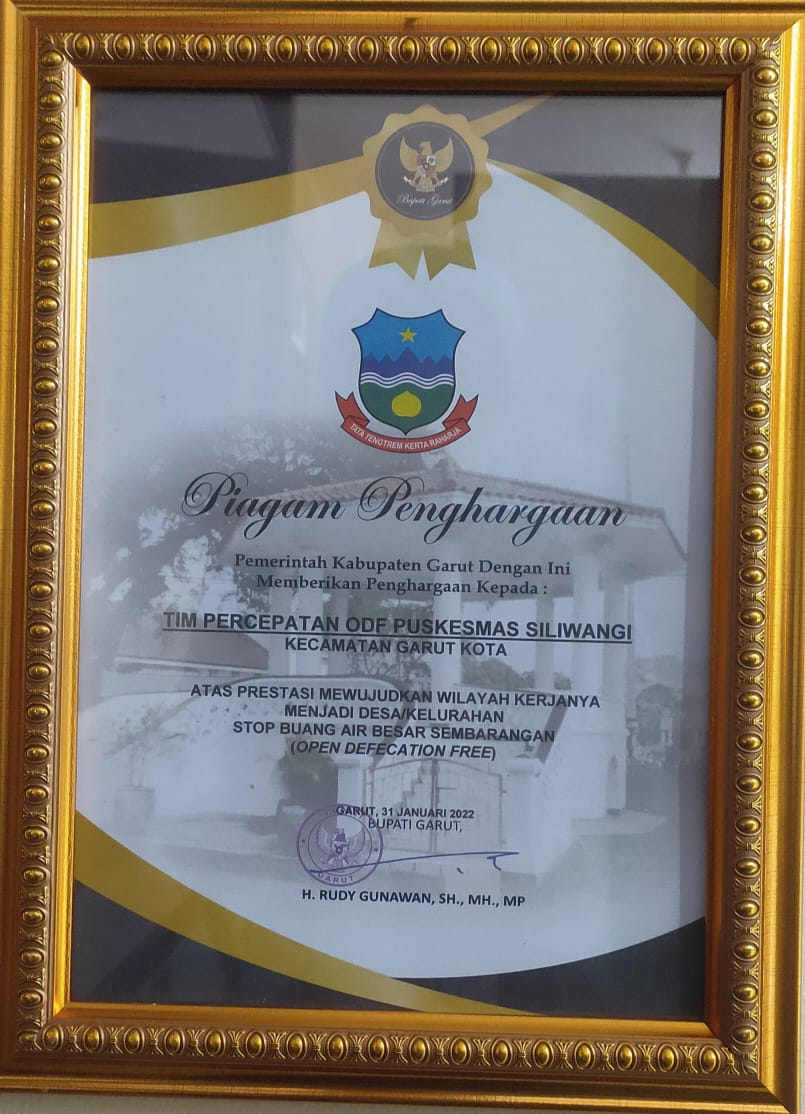 Bupati Garut
TATA TENGTREM KERTA RAHARJA
Piagam Penghargaan
Pemerintah Kabupaten Garut Dengan Ini
Memberikan Penghargaan Kepada :
TIM PERCEPATAN ODF PUSKESMAS SILIWANGI
KECAMATAN GARUT KOTA
ATAS PRESTASI MEWUJUDKAN WILAYAH KERJANYA
MENJADI DESA/KELURAHAN
STOP BUANG AIR BESAR SEMBARANGAN
(OPEN DEFECATION FREE)
GARUT, 31 JANUARI 2022
BUPATI GARUT,
GARUT
H. RUDY GUNAWAN, SH., MH., MP